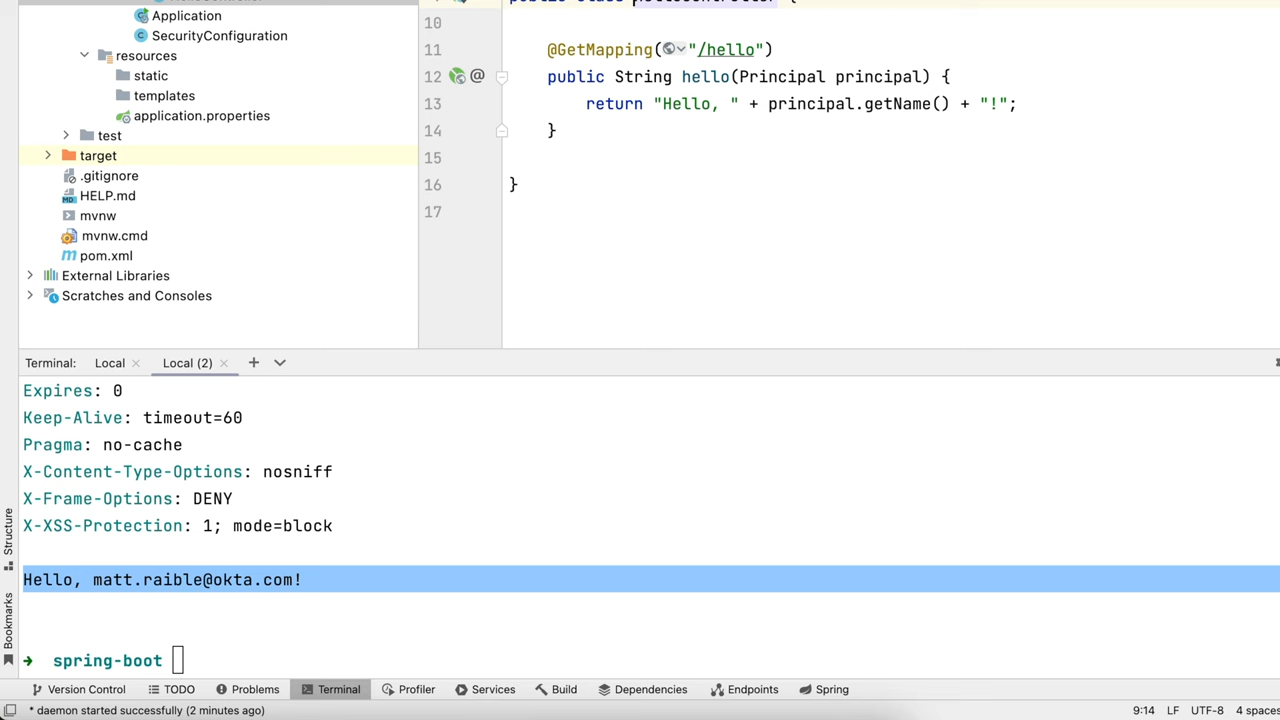 Application
SecurityConfiguration
resources
static
templates
application.properties
test
target
.gitignore
HELP.md
mvnw
mvnw.cmd
pom.xml
External Libraries
Scratches and Consoles
10
11 @GetMapping("/hello")
12 public String hello(Principal principal) {
13 return "Hello, " + principal.getName() + "!";
14 }
15
16 }
17
Terminal: Local Local (2)
Expires: 0
Keep-Alive: timeout=60
Pragma: no-cache
X-Content-Type-Options: nosniff
X-Frame-Options: DENY
X-XSS-Protection: 1; mode=block
Hello, matt.raible@okta.com!
→ spring-boot
Structure
Bookmarks
Version Control TODO Problems Terminal Profiler Services Build Dependencies Endpoints Spring
* daemon started successfully (2 minutes ago) 9:14 LF UTF-8 4 spaces